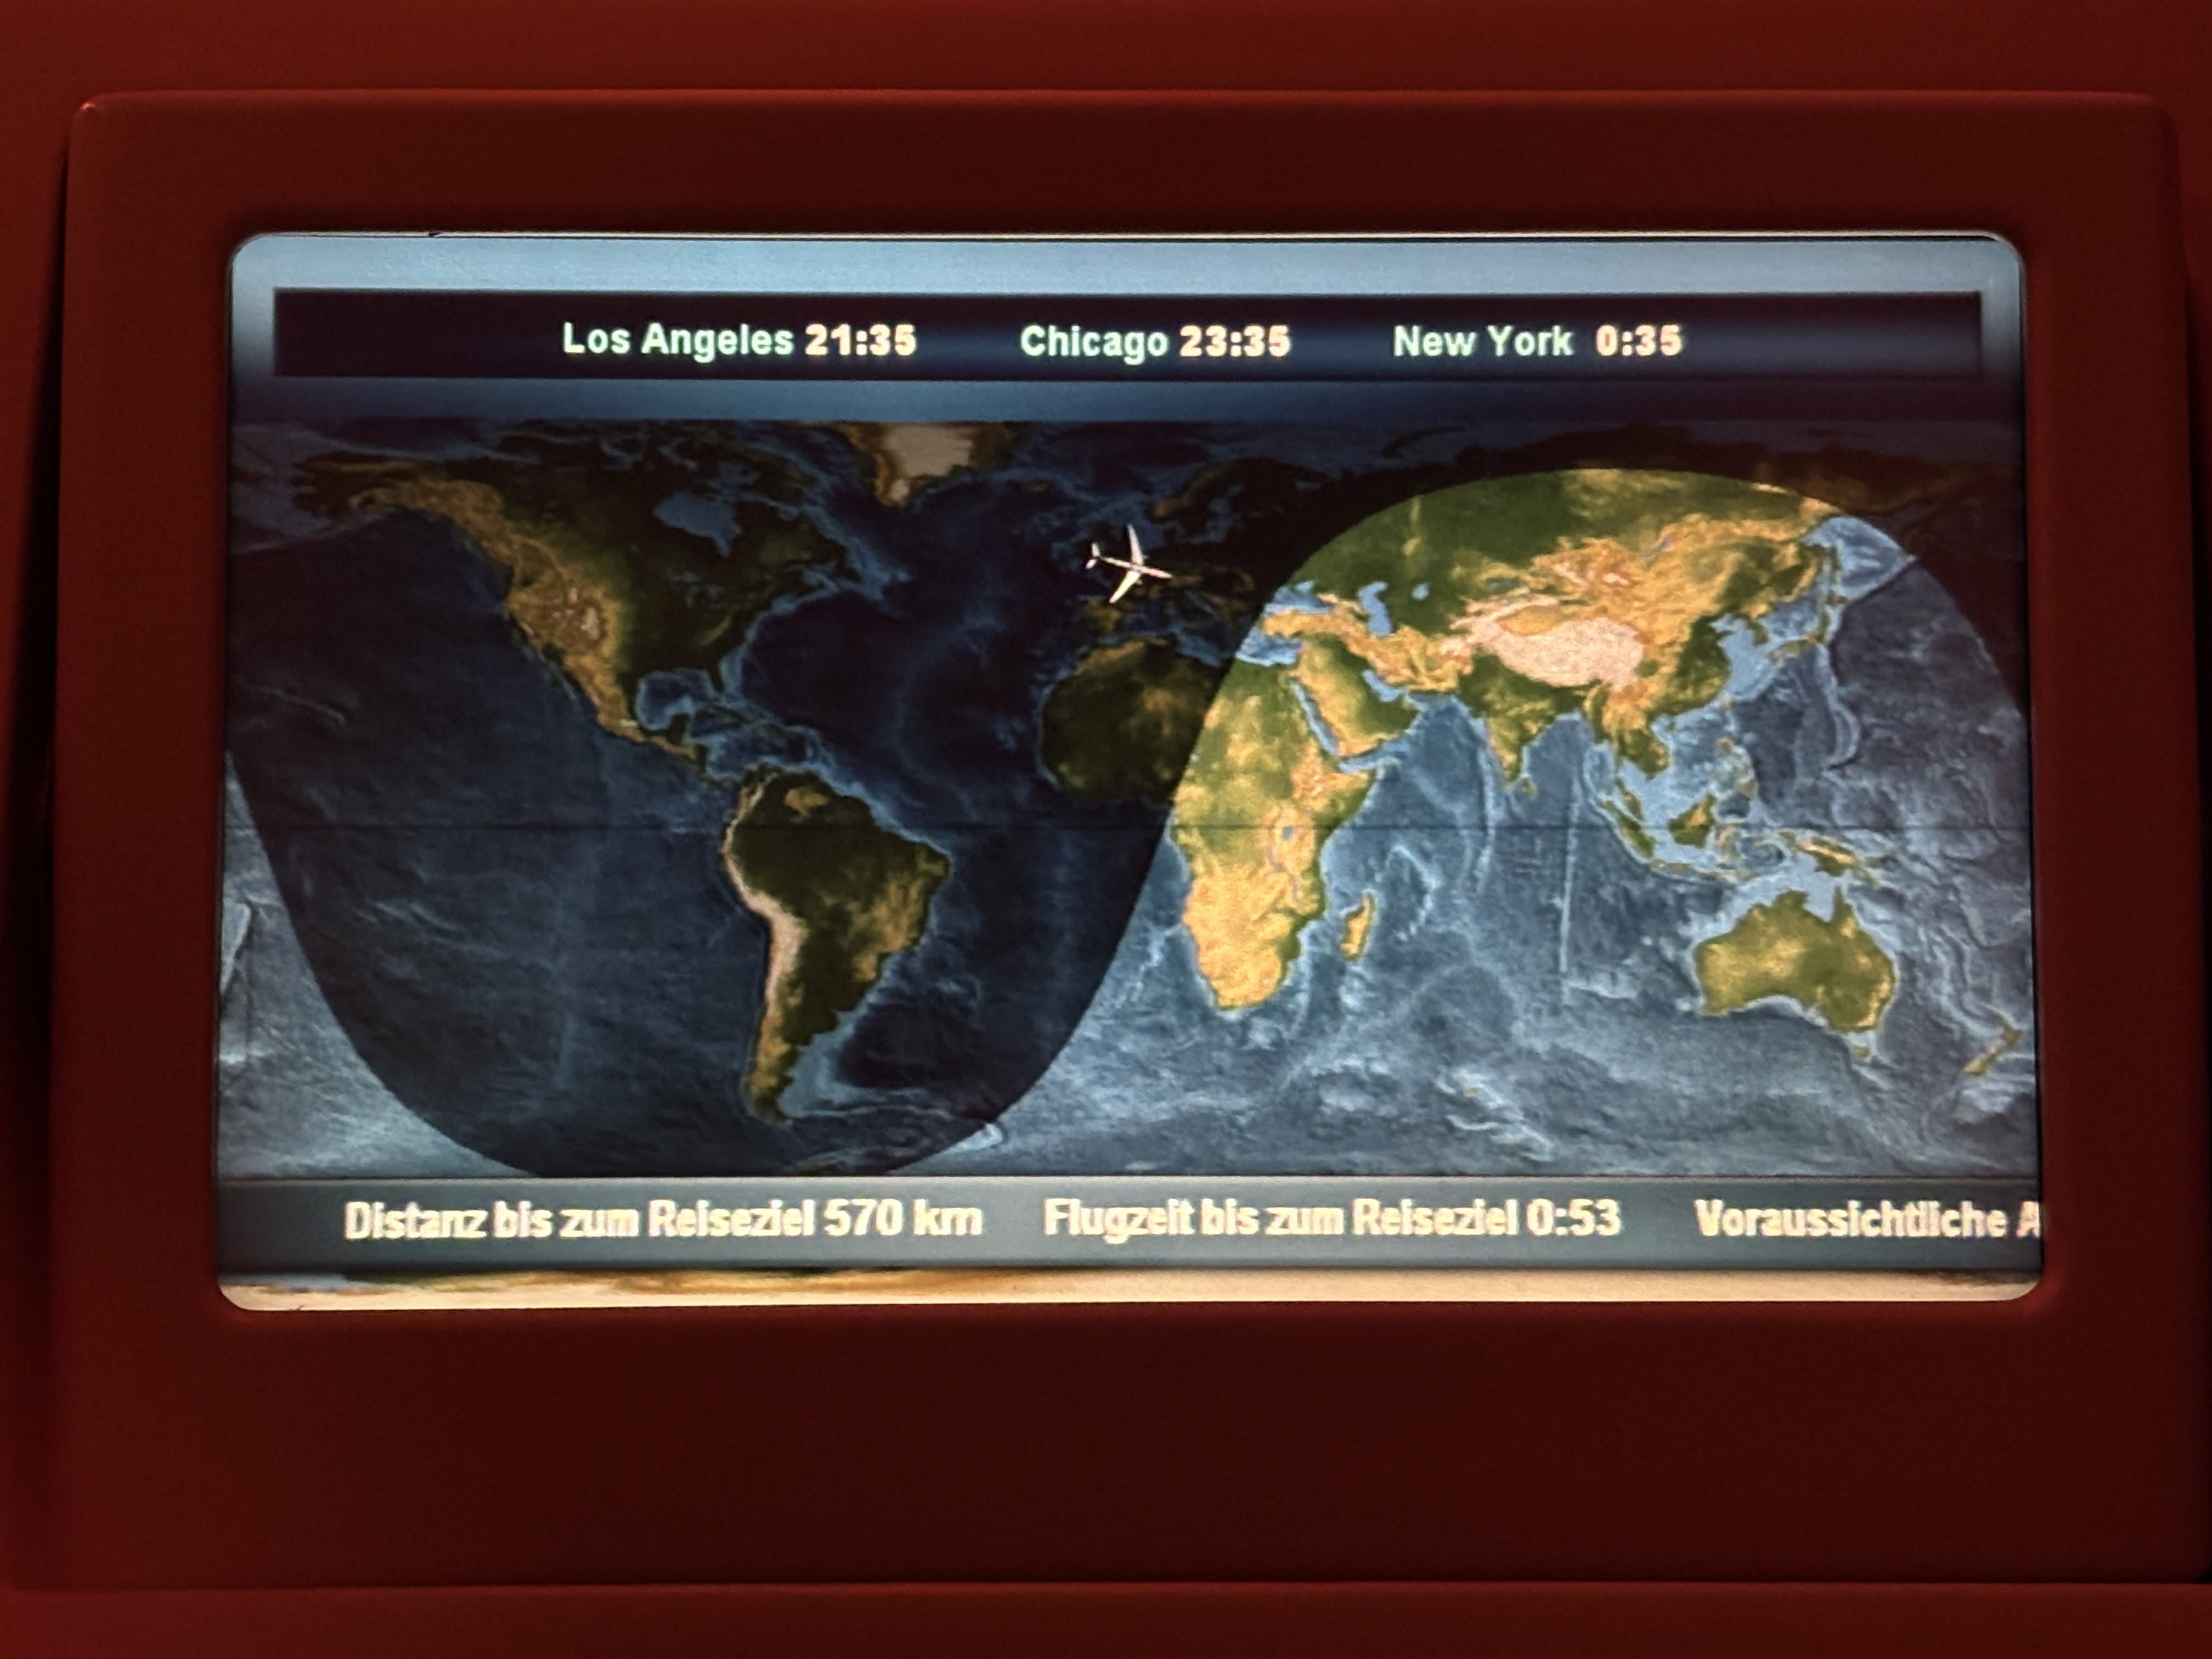 Los Angeles 21:35 Chicago 23:35 New York 0:35
Distanz bis zum Reiseziel 570 km Flugzeit bis zum Reiseziel 0:53 Voraussichtliche A